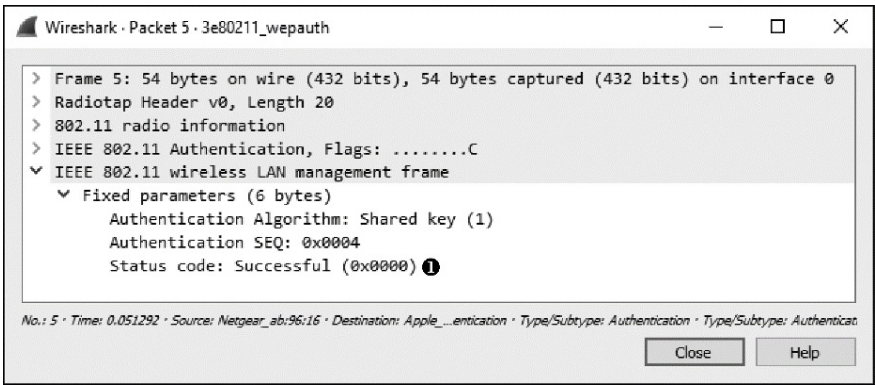 Wireshark · Packet 5 · 3e80211_wepauth
Frame 5: 54 bytes on wire (432 bits), 54 bytes captured (432 bits) on interface 0
Radiotap Header v0, Length 20
802.11 radio information
IEEE 802.11 Authentication, Flags: ........C
IEEE 802.11 wireless LAN management frame
Fixed parameters (6 bytes)
Authentication Algorithm: Shared key (1)
Authentication SEQ: 0x0004
Status code: Successful (0x0000) ❶
No.: 5 · Time: 0.051292 · Source: Netgear_ab:96:16 · Destination: Apple_...entication · Type/Subtype: Authentication · Type/Subtype: Authenticat
Close Help